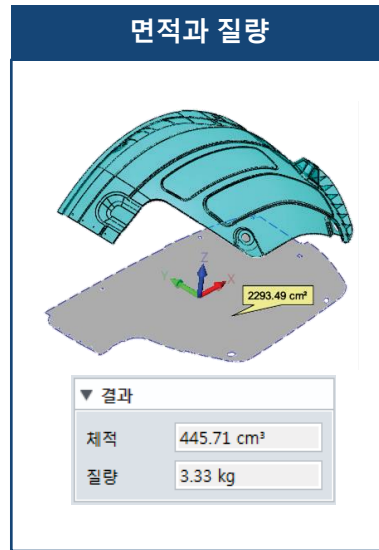 면적과 질량
Z
Y
X
2293.49 cm²
▼ 결과
체적 445.71 cm³
질량 3.33 kg